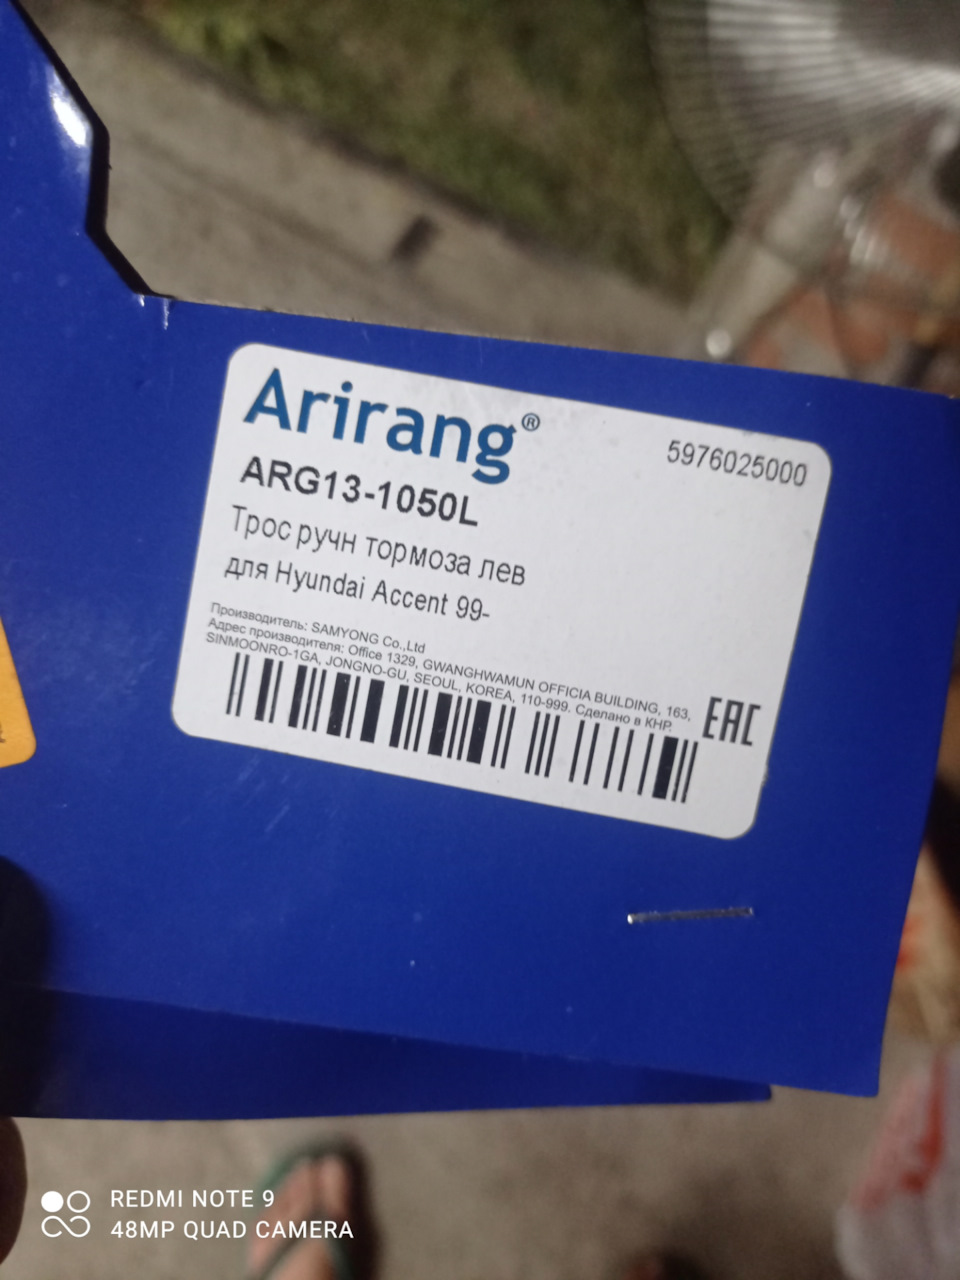 Arirang®
5976025000
ARG13-1050L
Трос ручн тормоза лев
для Hyundai Accent 99-
Производитель: SAMYONG Co.,Ltd
Адрес производителя: Office 1329, GWANGHWAMUN OFFICIA BUILDING, 163,
SINMOONRO-1GA, JONGNO-GU, SEOUL, KOREA, 110-999. Сделано в КНР.
EAC
REDMI NOTE 9
48MP QUAD CAMERA